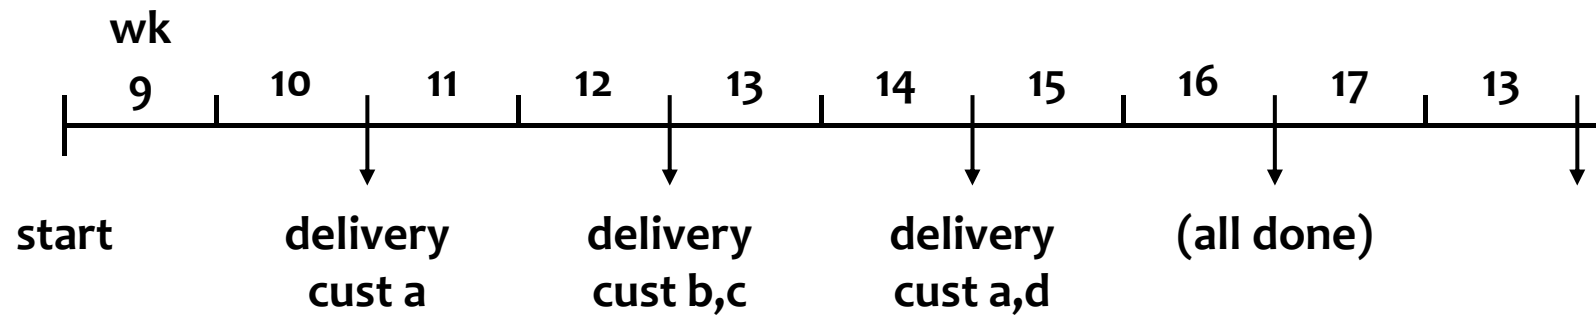 wk
9 10 11 12 13 14 15 16 17 13
start delivery delivery delivery (all done)
cust a cust b,c cust a,d